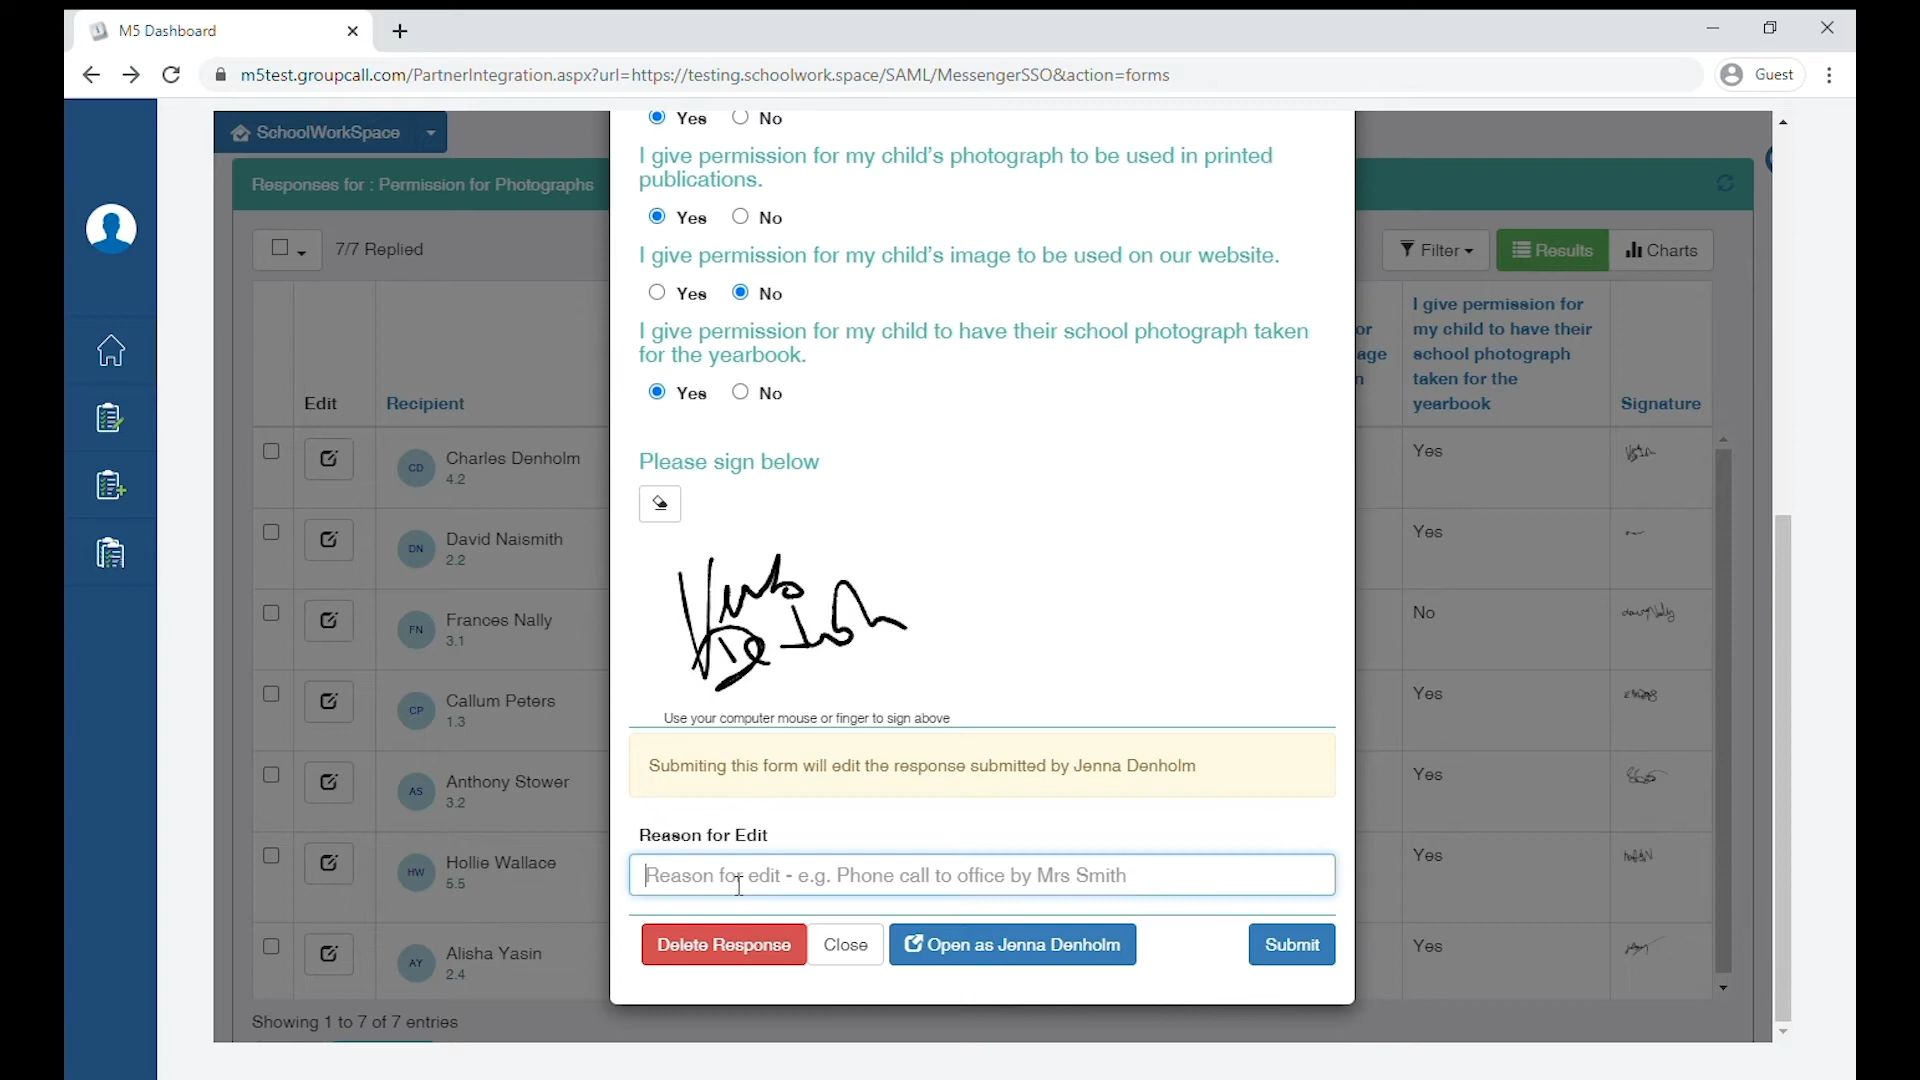 M5 Dashboard
m5test.groupcall.com/PartnerIntegration.aspx?url=https://testing.schoolwork.space/SAML/MessengerSSO&action=forms
Guest
SchoolWorkSpace
Responses for : Permission for Photographs
7/7 Replied
Filter
Results
Charts
Edit
Recipient
or
age
n
I give permission for
my child to have their
school photograph
taken for the
yearbook
Signature
CD
Charles Denholm
4.2
Yes
DN
David Naismith
2.2
Yes
FN
Frances Nally
3.1
No
CP
Callum Peters
1.3
Yes
AS
Anthony Stower
3.2
Yes
HW
Hollie Wallace
5.5
Yes
AY
Alisha Yasin
2.4
Yes
Showing 1 to 7 of 7 entries
Yes No
I give permission for my child's photograph to be used in printed
publications.
Yes No
I give permission for my child's image to be used on our website.
Yes No
I give permission for my child to have their school photograph taken
for the yearbook.
Yes No
Please sign below
Use your computer mouse or finger to sign above
Submiting this form will edit the response submitted by Jenna Denholm
Reason for Edit
Reason for edit - e.g. Phone call to office by Mrs Smith
Delete Response
Close
Open as Jenna Denholm
Submit